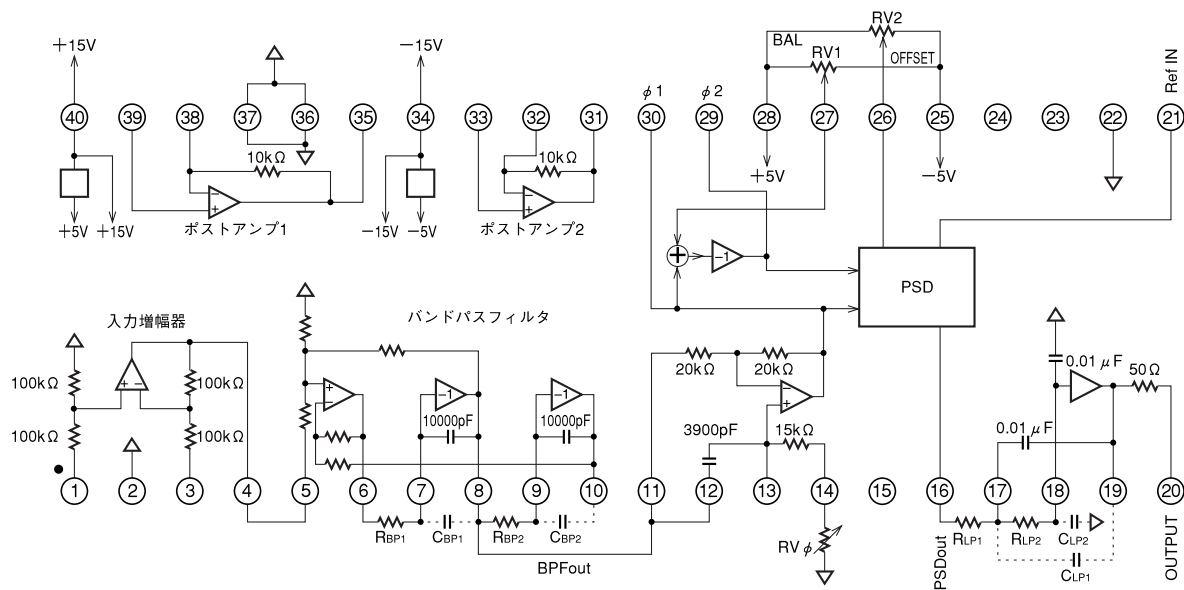 RV2
BAL
RV1
OFFSET
Ref IN
+15V
−15V
φ1
φ2
40
39
38
37
36
35
34
33
32
31
30
29
28
27
26
25
24
23
22
21
10kΩ
10kΩ
+5V
−5V
+5V
+15V
ポストアンプ1
−15V
−5V
ポストアンプ2
−1
PSD
入力増幅器
バンドパスフィルタ
100kΩ
100kΩ
100kΩ
100kΩ
−1
−1
10000pF
10000pF
20kΩ
20kΩ
3900pF
15kΩ
0.01μF
50Ω
0.01μF
1
2
3
4
5
6
7
8
9
10
11
12
13
14
15
16
17
18
19
20
RBP1
CBP1
RBP2
CBP2
BPFout
RVφ
PSDout
RLP1
RLP2
CLP2
CLP1
OUTPUT